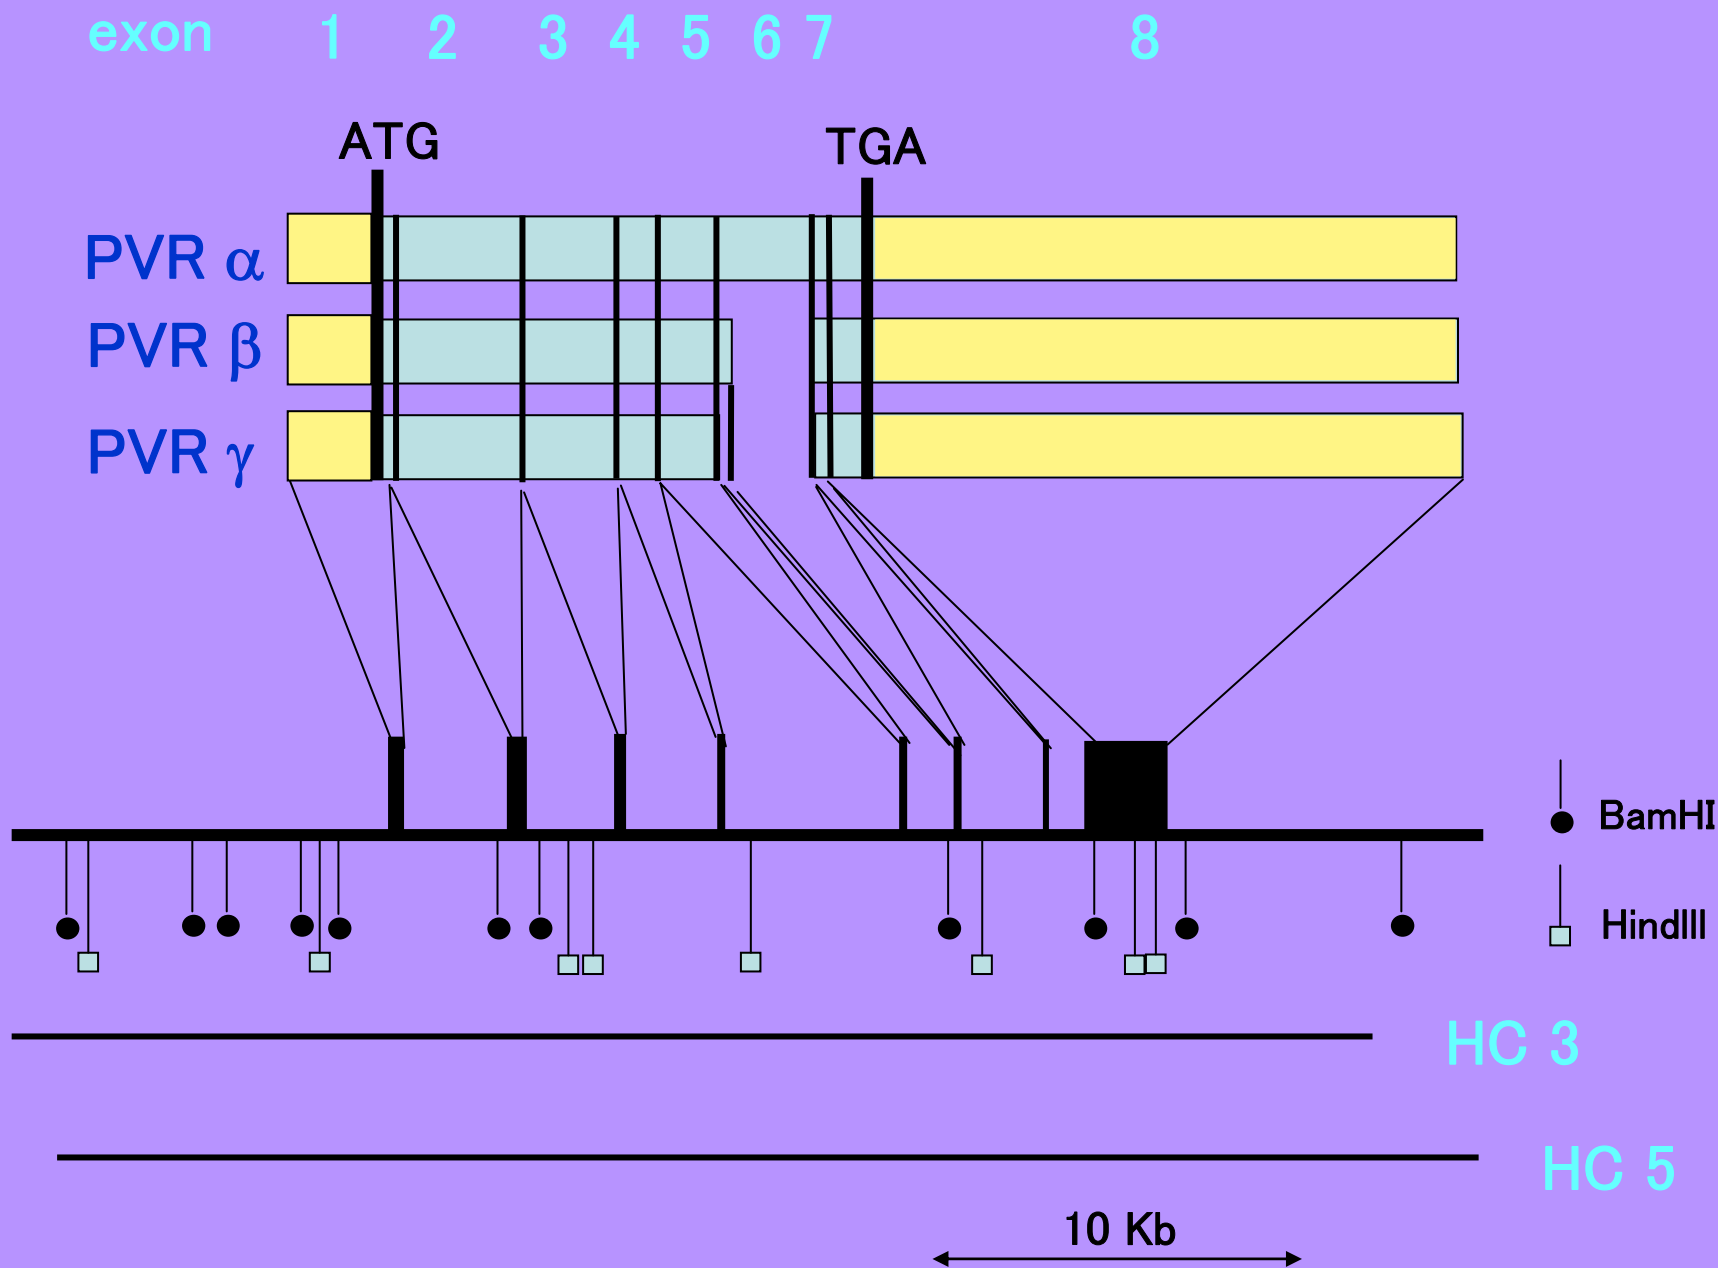 exon 1 2 3 4 5 6 7 8
ATG TGA
PVR α
PVR β
PVR γ
BamHI
HindIII
HC 3
HC 5
10 Kb